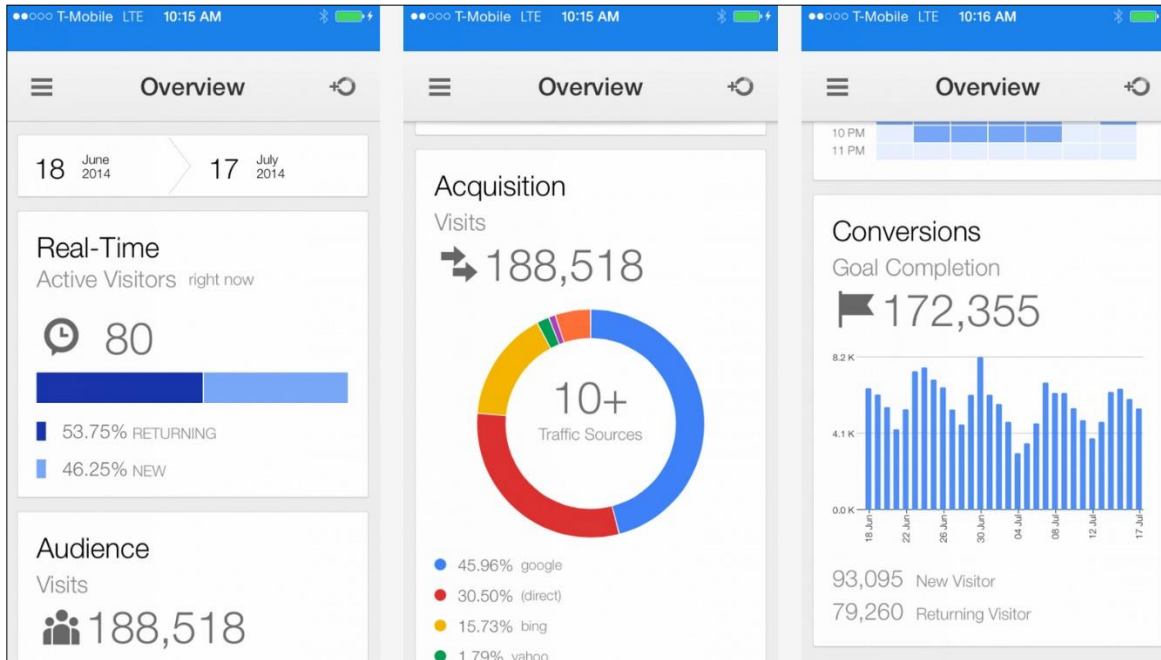 T-Mobile LTE 10:15 AM
Overview
18 June 2014 17 July 2014
Real-Time
Active Visitors right now
80
53.75% RETURNING
46.25% NEW
Audience
Visits
188,518
T-Mobile LTE 10:15 AM
Overview
Acquisition
Visits
188,518
10+
Traffic Sources
45.96% google
30.50% (direct)
15.73% bing
1.79% yahoo
T-Mobile LTE 10:16 AM
Overview
10 PM
11 PM
Conversions
Goal Completion
172,355
8.2 K
4.1 K
0.0 K
18 Jun 22 Jun 26 Jun 30 Jun 04 Jul 08 Jul 12 Jul 17 Jul
93,095 New Visitor
79,260 Returning Visitor